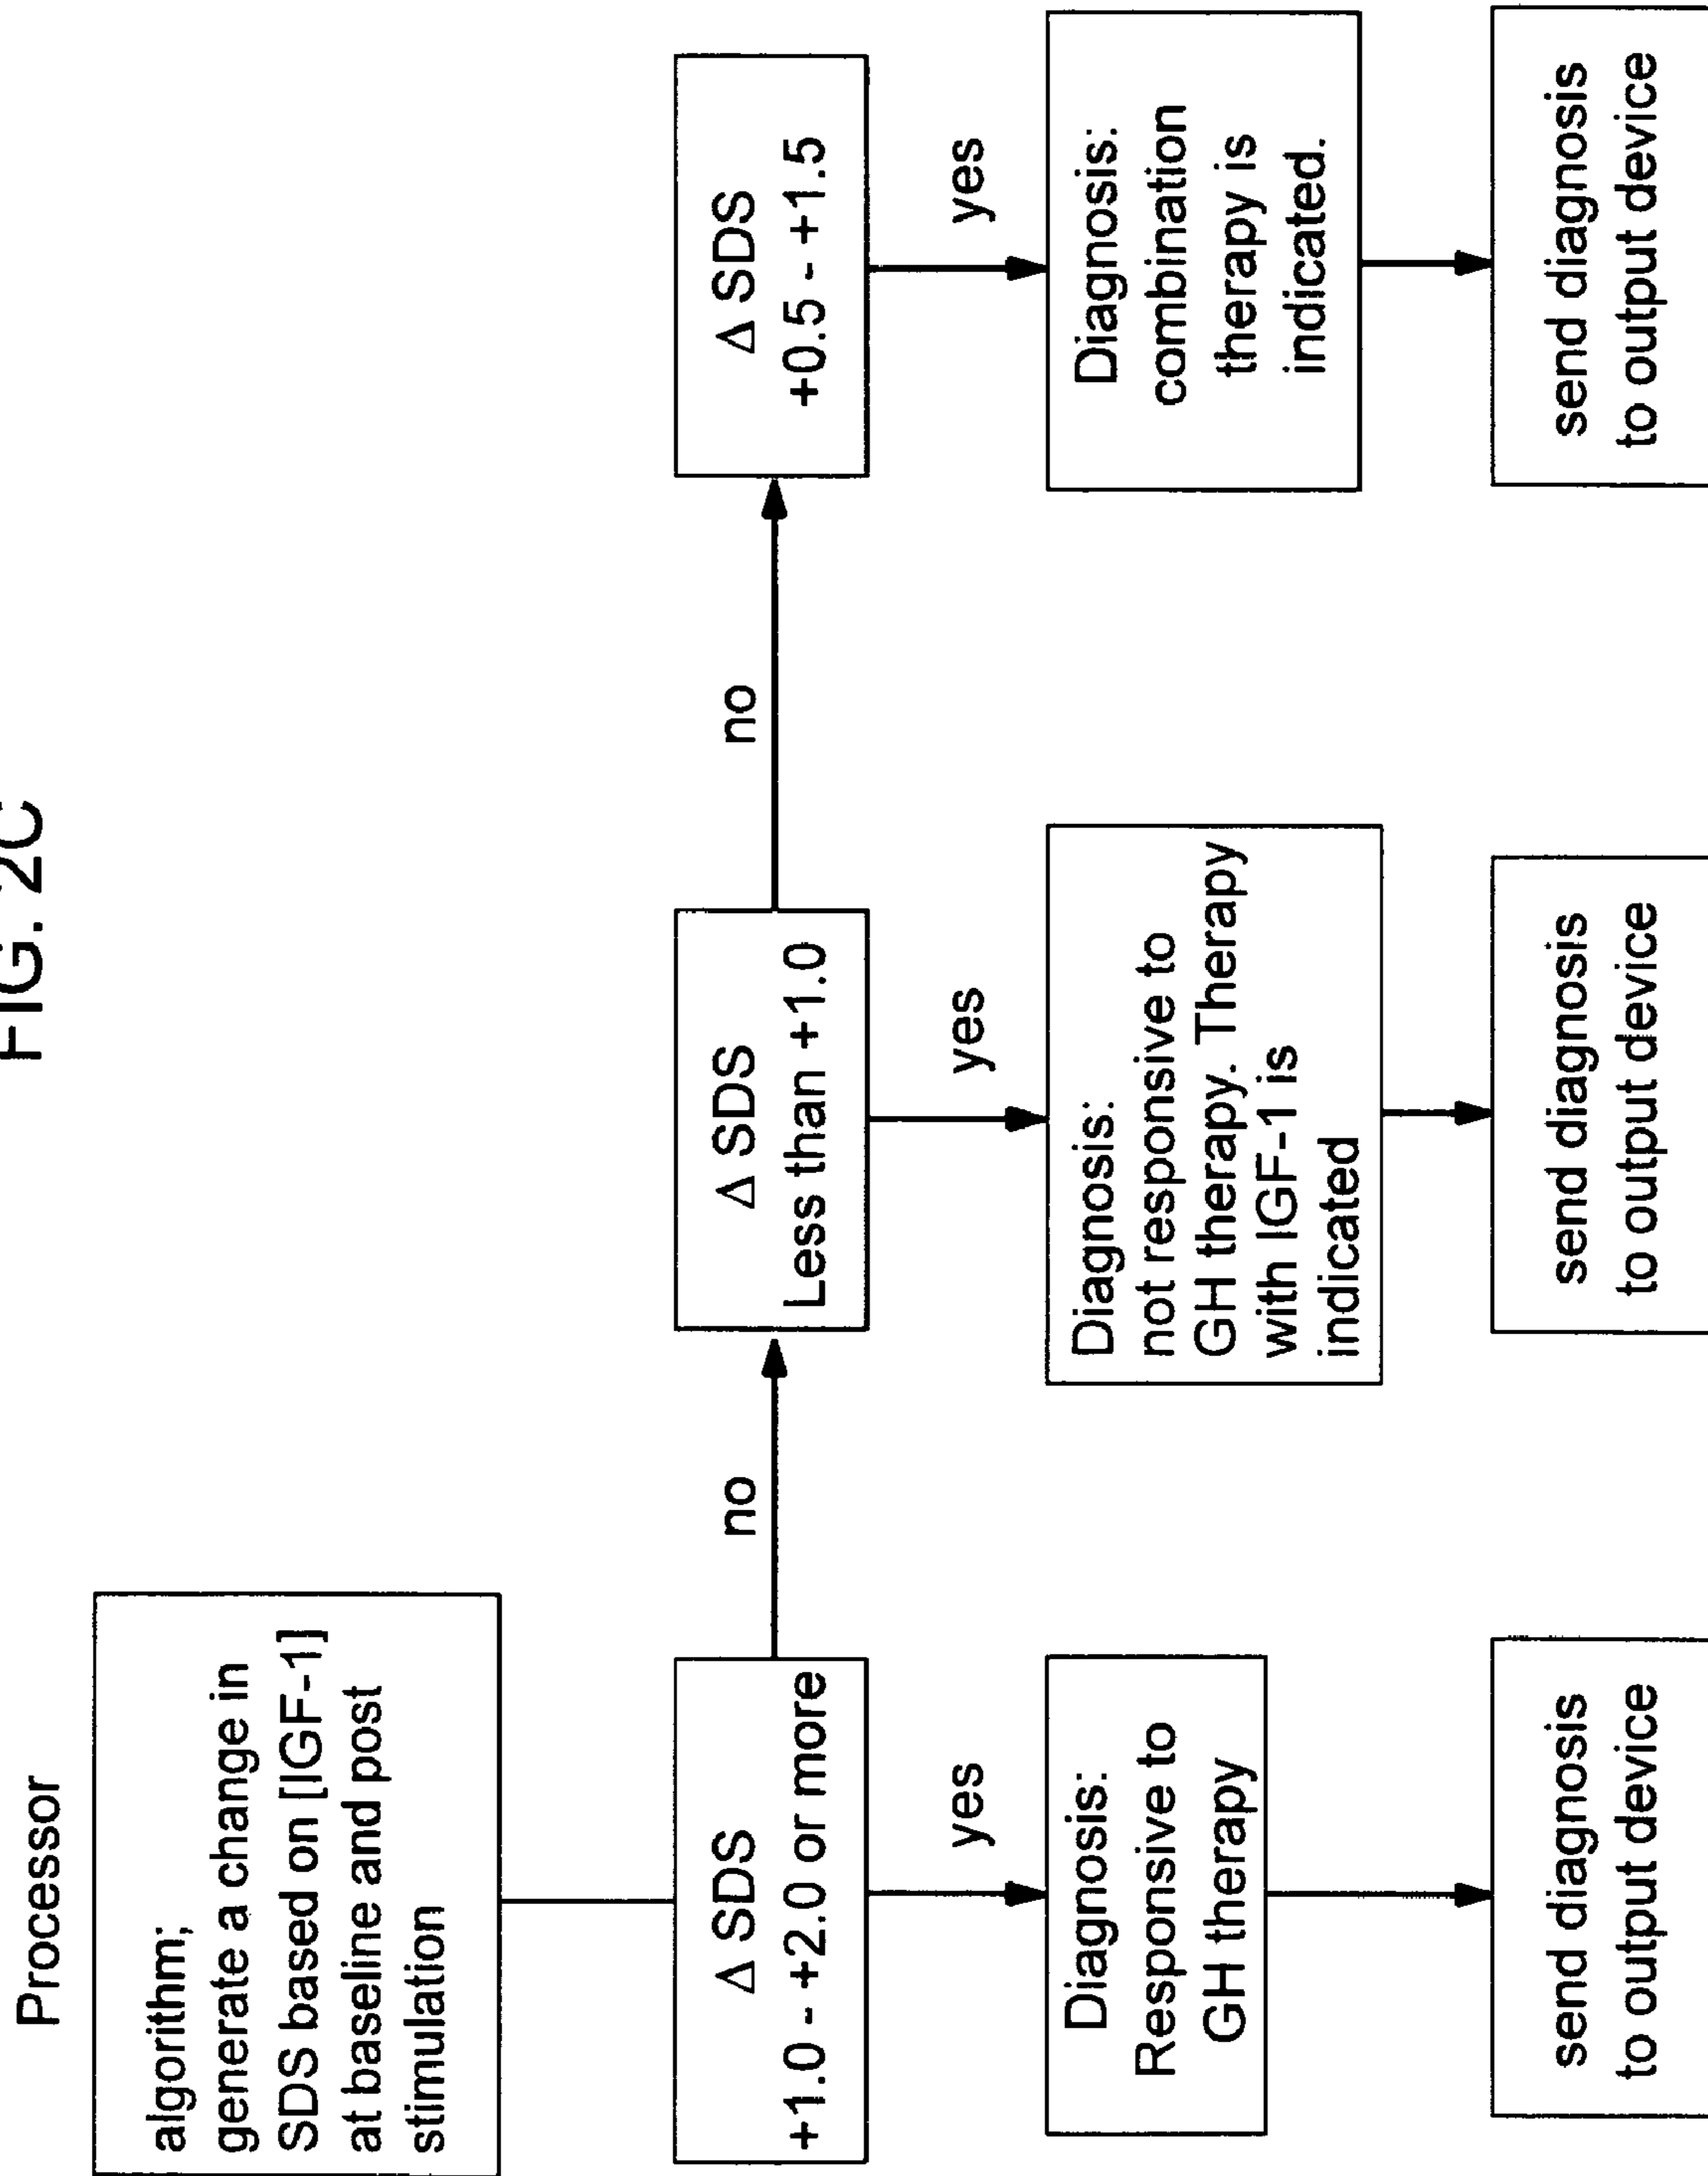 FIG. 2C
Processor
algorithm;
generate a change in
SDS based on [IGF-1]
at baseline and post
stimulation
Δ SDS
+1.0 - +2.0 or more
no
Δ SDS
Less than +1.0
no
Δ SDS
+0.5 - +1.5
yes
yes
yes
Diagnosis:
Responsive to
GH therapy
Diagnosis:
not responsive to
GH therapy. Therapy
with IGF-1 is
indicated
Diagnosis:
combination
therapy is
indicated.
send diagnosis
to output device
send diagnosis
to output device
send diagnosis
to output device